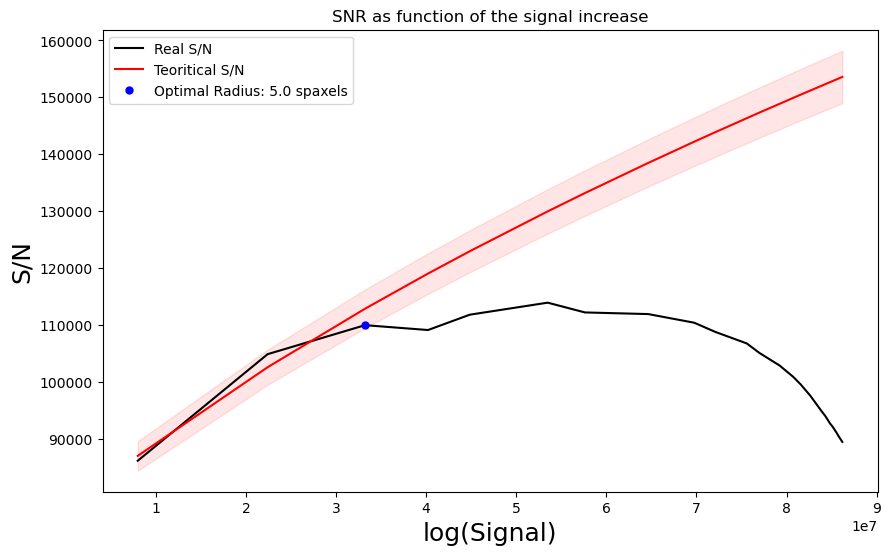 SNR as function of the signal increase
Real S/N
Teoritical S/N
Optimal Radius: 5.0 spaxels
S/N
160000
150000
140000
130000
120000
110000
100000
90000
1 2 3 4 5 6 7 8 9
1e7
log(Signal)